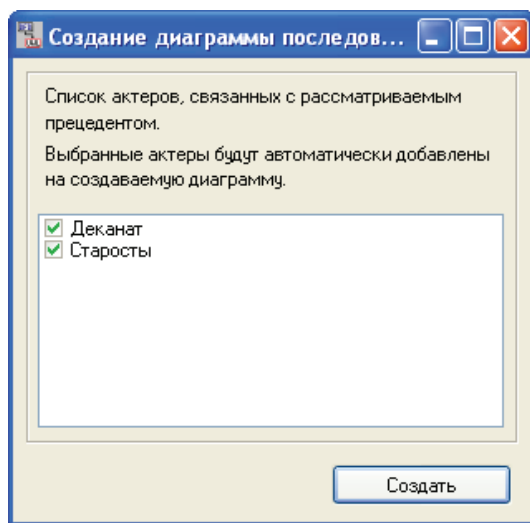 Создание диаграммы последов...
Список актеров, связанных с рассматриваемым
прецедентом.
Выбранные актеры будут автоматически добавлены
на создаваемую диаграмму.
Деканат
Старосты
Создать